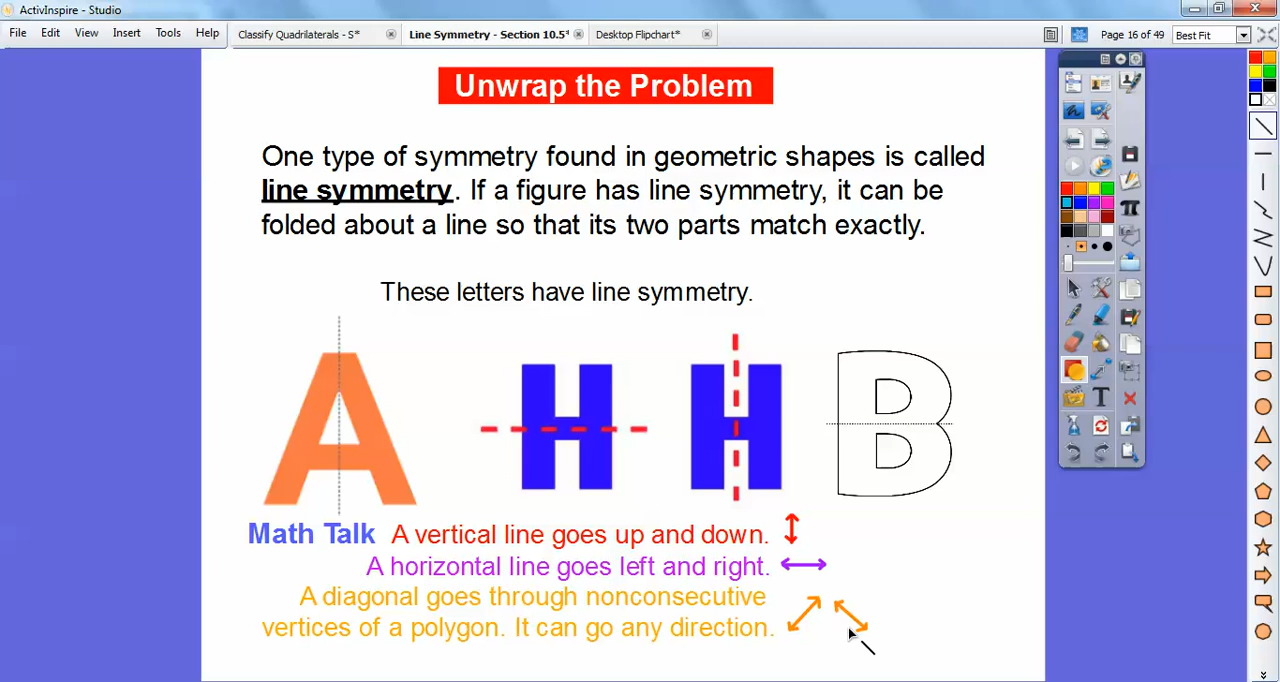 ActivInspire - Studio
File Edit View Insert Tools Help
Classify Quadrilaterals - S* Line Symmetry - Section 10.5* Desktop Flipchart*
Page 16 of 49 Best Fit
Unwrap the Problem
One type of symmetry found in geometric shapes is called
line symmetry. If a figure has line symmetry, it can be
folded about a line so that its two parts match exactly.
These letters have line symmetry.
A H H B
Math Talk A vertical line goes up and down.
A horizontal line goes left and right.
A diagonal goes through nonconsecutive
vertices of a polygon. It can go any direction.